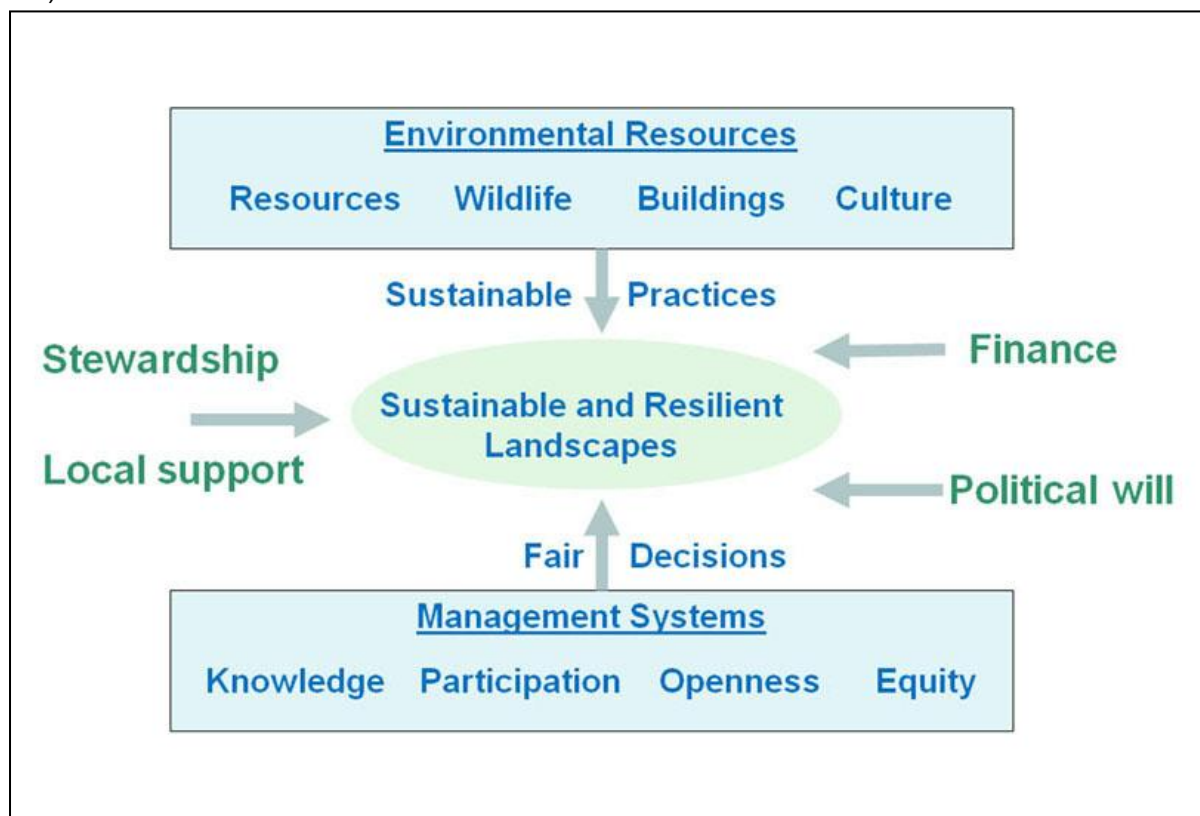 Environmental Resources
Resources Wildlife Buildings Culture
Sustainable Practices
Stewardship
Finance
Sustainable and Resilient
Landscapes
Local support
Political will
Fair Decisions
Management Systems
Knowledge Participation Openness Equity